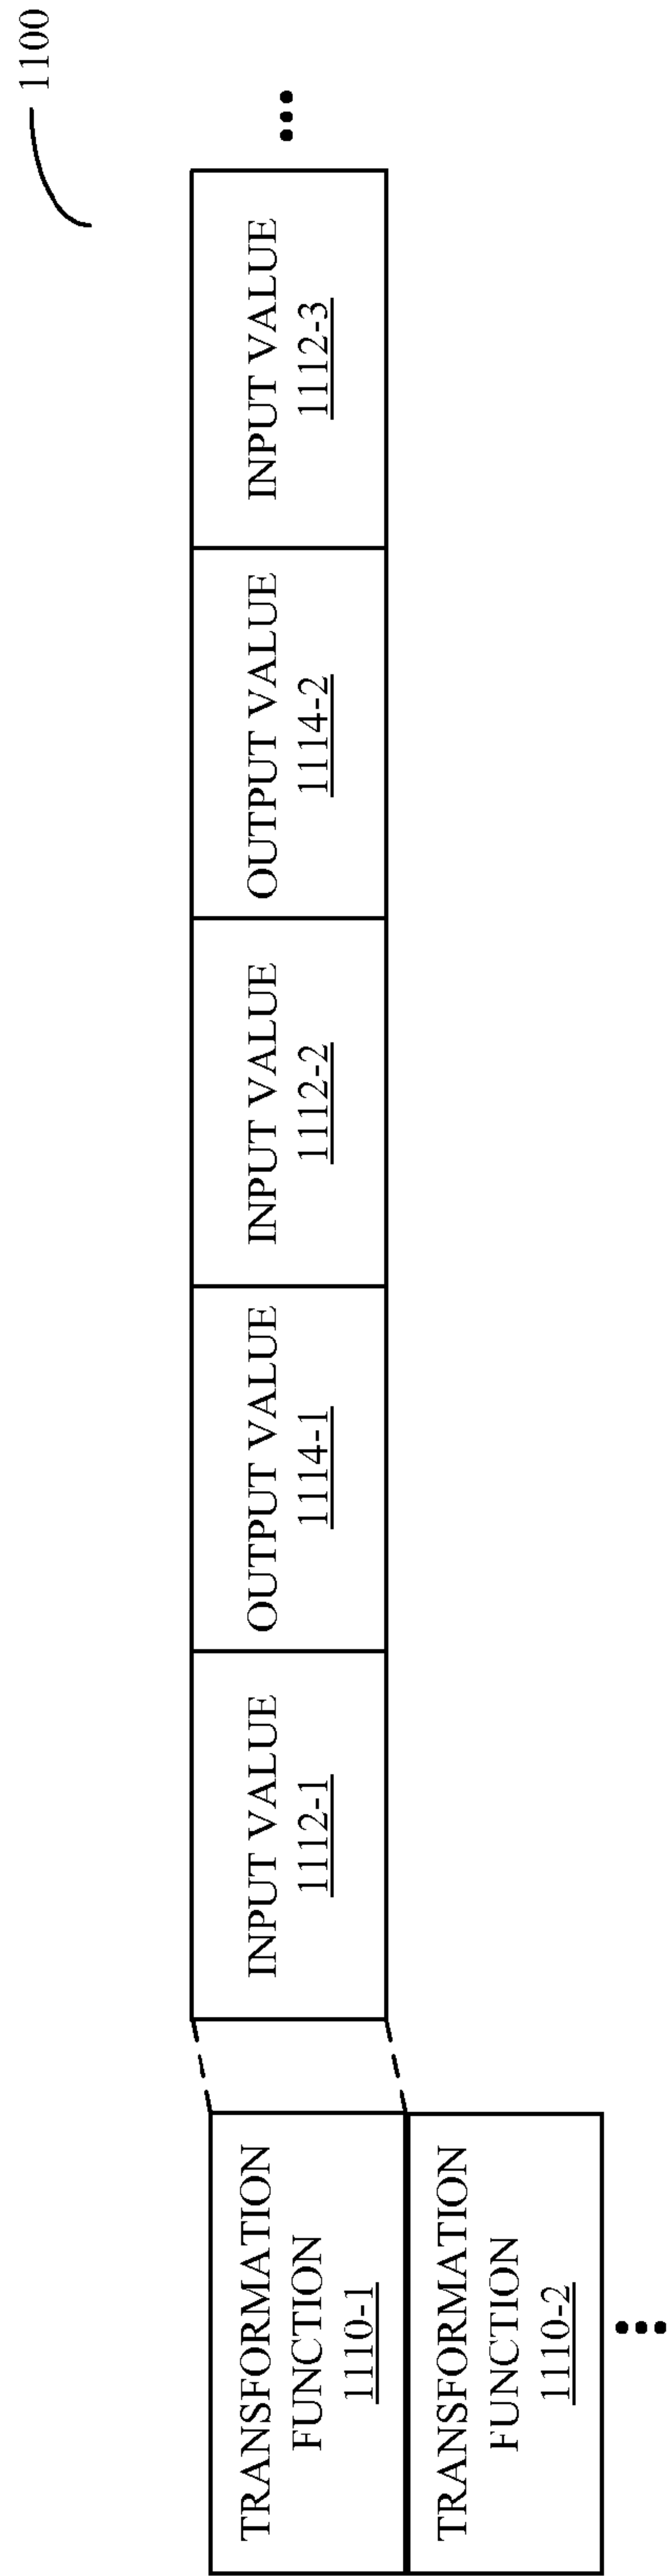 1100
TRANSFORMATION
FUNCTION
1110-1
INPUT VALUE
1112-1
OUTPUT VALUE
1114-1
INPUT VALUE
1112-2
OUTPUT VALUE
1114-2
INPUT VALUE
1112-3
TRANSFORMATION
FUNCTION
1110-2